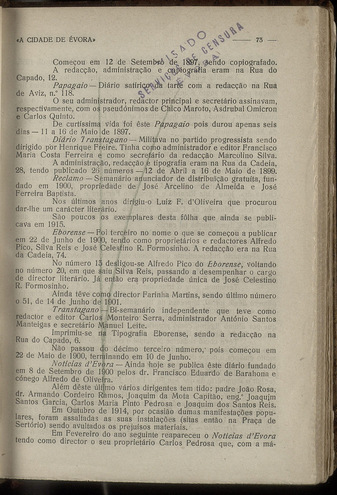 «A CIDADE DE ÉVORA» — 75 —
VISADO
SERVIÇOS DE CENSURA
Começou em 12 de Setembro de 1897, sendo copiografado.
A redacção, administração e copiografia eram na Rua do
Capado, 12.
Papagaio — Diário satírico da tarde com a redacção na Rua
de Aviz, n.º 118.
O seu administrador, redactor principal e secretário assinavam,
respectivamente, com os pseudónimos de Chico Maroto, Asdrubal Omúricon
e Carlos Quinto.
De curtíssima vida foi êste Papagaio pois durou apenas seis
dias — 11 a 16 de Maio de 1897.
Diário Transtagano — Militava no partido progressista sendo
dirigido por Henrique Freire. Tinha como administrador e editor Francisco
Maria Costa Ferreira e como secretário da redacção Marcolino Silva.
A administração, redacção e tipografia eram na Rua da Cadeia,
28, tendo publicado 26 números — 12 de Abril a 16 de Maio de 1899.
Reclamo — Semanário anunciador de distribuição gratuita, fun-
dado em 1900, propriedade de José Arcelino de Almeida e José
Ferreira Baptista.
Nos últimos anos dirigiu-o Luiz F. d'Oliveira que procurou
dar-lhe um carácter literário.
São poucos os exemplares desta fôlha que ainda se publi-
cava em 1915.
Eborense — Foi terceiro no nome o que se começou a publicar
em 22 de Junho de 1900, tendo como proprietários e redactores Alfredo
Pico, Silva Reis e José Celestino R. Formosinho. A redacção era na Rua
da Cadeia, 74.
No número 13 desligou-se Alfredo Pico do Eborense, voltando
no número 20, em que saiu Silva Reis, passando a desempenhar o cargo
de director literário. Já então era propriedade única de José Celestino
R. Formosinho.
Ainda têve como director Farinha Martins, sendo último número
o 51, de 14 de Junho de 1901.
Transtagano — Bi-semanário independente que teve como
redactor e editor Carlos Monteiro Serra, administrador António Santos
Manteigas e secretário Manuel Leite.
Imprimiu-se na Tipografia Eborense, sendo a redacção na
Rua do Capado, 6.
Não passou do décimo terceiro número, pois começou em
22 de Maio de 1900, terminando em 10 de Junho.
Notícias d'Évora — Ainda hoje se publica êste diário fundado
em 8 de Setembro de 1900 pelos dr. Francisco Eduardo de Barahona e
cónego Alfredo de Oliveira.
Além dêste último vários dirigentes tem tido: padre João Rosa,
dr. Armando Cordeiro Ramos, Joaquim da Mota Capitão, eng.º Joaquim
Santos Garcia, Carlos Maria Pinto Pedrosa e Joaquim dos Santos Reis.
Em Outubro de 1914, por ocasião dumas manifestações popu-
lares, foram assaltadas as suas instalações (sitas então na Praça de
Sertório) sendo avultados os prejuízos materiais.
Em Fevereiro do ano seguinte reapareceu o Notícias d'Évora
tendo como director o seu proprietário Carlos Pedrosa que, com a má-